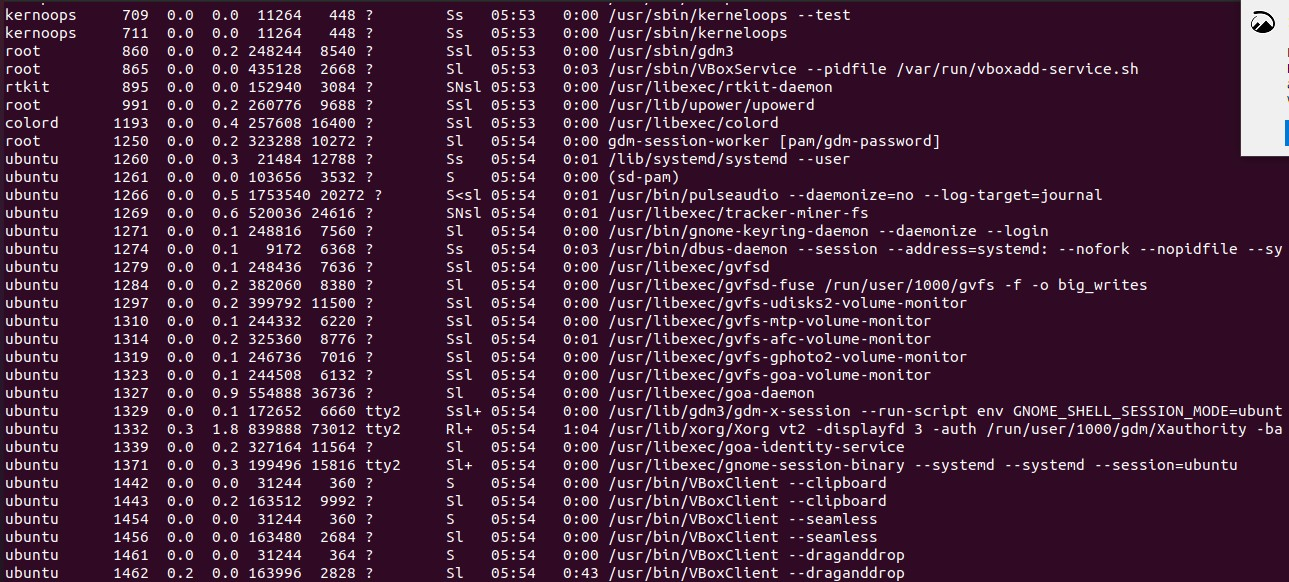 kernoops     709  0.0  0.0  11264   448 ?        Ss   05:53   0:00 /usr/sbin/kerneloops --test
kernoops     711  0.0  0.0  11264   448 ?        Ss   05:53   0:00 /usr/sbin/kerneloops
root         860  0.0  0.2 248244  8540 ?        Ssl  05:53   0:00 /usr/sbin/gdm3
root         865  0.0  0.0 435128  2668 ?        Sl   05:53   0:03 /usr/sbin/VBoxService --pidfile /var/run/vboxadd-service.sh
rtkit        895  0.0  0.0 152940  3084 ?        SNsl 05:53   0:00 /usr/libexec/rtkit-daemon
root         991  0.0  0.2 260776  9688 ?        Ssl  05:53   0:00 /usr/lib/upower/upowerd
colord      1193  0.0  0.4 257608 16400 ?        Ssl  05:53   0:00 /usr/libexec/colord
root        1250  0.0  0.2 323288 10272 ?        Sl   05:54   0:00 gdm-session-worker [pam/gdm-password]
ubuntu      1260  0.0  0.3  21484 12788 ?        Ss   05:54   0:01 /lib/systemd/systemd --user
ubuntu      1261  0.0  0.0 103656  3532 ?        S    05:54   0:00 (sd-pam)
ubuntu      1266  0.0  0.5 1753540 20272 ?       S<sl 05:54   0:01 /usr/bin/pulseaudio --daemonize=no --log-target=journal
ubuntu      1269  0.0  0.6 520036 24616 ?        SNsl 05:54   0:01 /usr/libexec/tracker-miner-fs
ubuntu      1271  0.0  0.1 248816  7560 ?        Sl   05:54   0:00 /usr/bin/gnome-keyring-daemon --daemonize --login
ubuntu      1274  0.0  0.1   9172  6368 ?        Ss   05:54   0:03 /usr/bin/dbus-daemon --session --address=systemd: --nofork --nopidfile --sy
ubuntu      1279  0.0  0.1 248436  7636 ?        Ssl  05:54   0:00 /usr/libexec/gvfsd
ubuntu      1284  0.0  0.2 382060  8380 ?        Sl   05:54   0:00 /usr/libexec/gvfsd-fuse /run/user/1000/gvfs -f -o big_writes
ubuntu      1297  0.0  0.2 399792 11500 ?        Ssl  05:54   0:00 /usr/libexec/gvfs-udisks2-volume-monitor
ubuntu      1310  0.0  0.1 244332  6220 ?        Ssl  05:54   0:00 /usr/libexec/gvfs-mtp-volume-monitor
ubuntu      1314  0.0  0.2 325360  8776 ?        Ssl  05:54   0:01 /usr/libexec/gvfs-afc-volume-monitor
ubuntu      1319  0.0  0.1 246736  7016 ?        Ssl  05:54   0:00 /usr/libexec/gvfs-gphoto2-volume-monitor
ubuntu      1323  0.0  0.1 244508  6132 ?        Ssl  05:54   0:00 /usr/libexec/gvfs-goa-volume-monitor
ubuntu      1327  0.0  0.9 554888 36736 ?        Sl   05:54   0:00 /usr/libexec/goa-daemon
ubuntu      1329  0.0  0.1 172652  6660 tty2     Ssl+ 05:54   0:00 /usr/lib/gdm3/gdm-x-session --run-script env GNOME_SHELL_SESSION_MODE=ubunt
ubuntu      1332  0.3  1.8 839888 73012 tty2     Rl+  05:54   1:04 /usr/lib/xorg/Xorg vt2 -displayfd 3 -auth /run/user/1000/gdm/Xauthority -ba
ubuntu      1339  0.0  0.2 327164 11564 ?        Sl   05:54   0:00 /usr/libexec/goa-identity-service
ubuntu      1371  0.0  0.3 199496 15816 tty2     Sl+  05:54   0:00 /usr/libexec/gnome-session-binary --systemd --systemd --session=ubuntu
ubuntu      1442  0.0  0.0  31244   360 ?        S    05:54   0:00 /usr/bin/VBoxClient --clipboard
ubuntu      1443  0.0  0.2 163512  9992 ?        Sl   05:54   0:00 /usr/bin/VBoxClient --clipboard
ubuntu      1454  0.0  0.0  31244   360 ?        S    05:54   0:00 /usr/bin/VBoxClient --seamless
ubuntu      1456  0.0  0.0 163480  2684 ?        Sl   05:54   0:00 /usr/bin/VBoxClient --seamless
ubuntu      1461  0.0  0.0  31244   364 ?        S    05:54   0:00 /usr/bin/VBoxClient --draganddrop
ubuntu      1462  0.2  0.0 163996  2828 ?        Sl   05:54   0:43 /usr/bin/VBoxClient --draganddrop